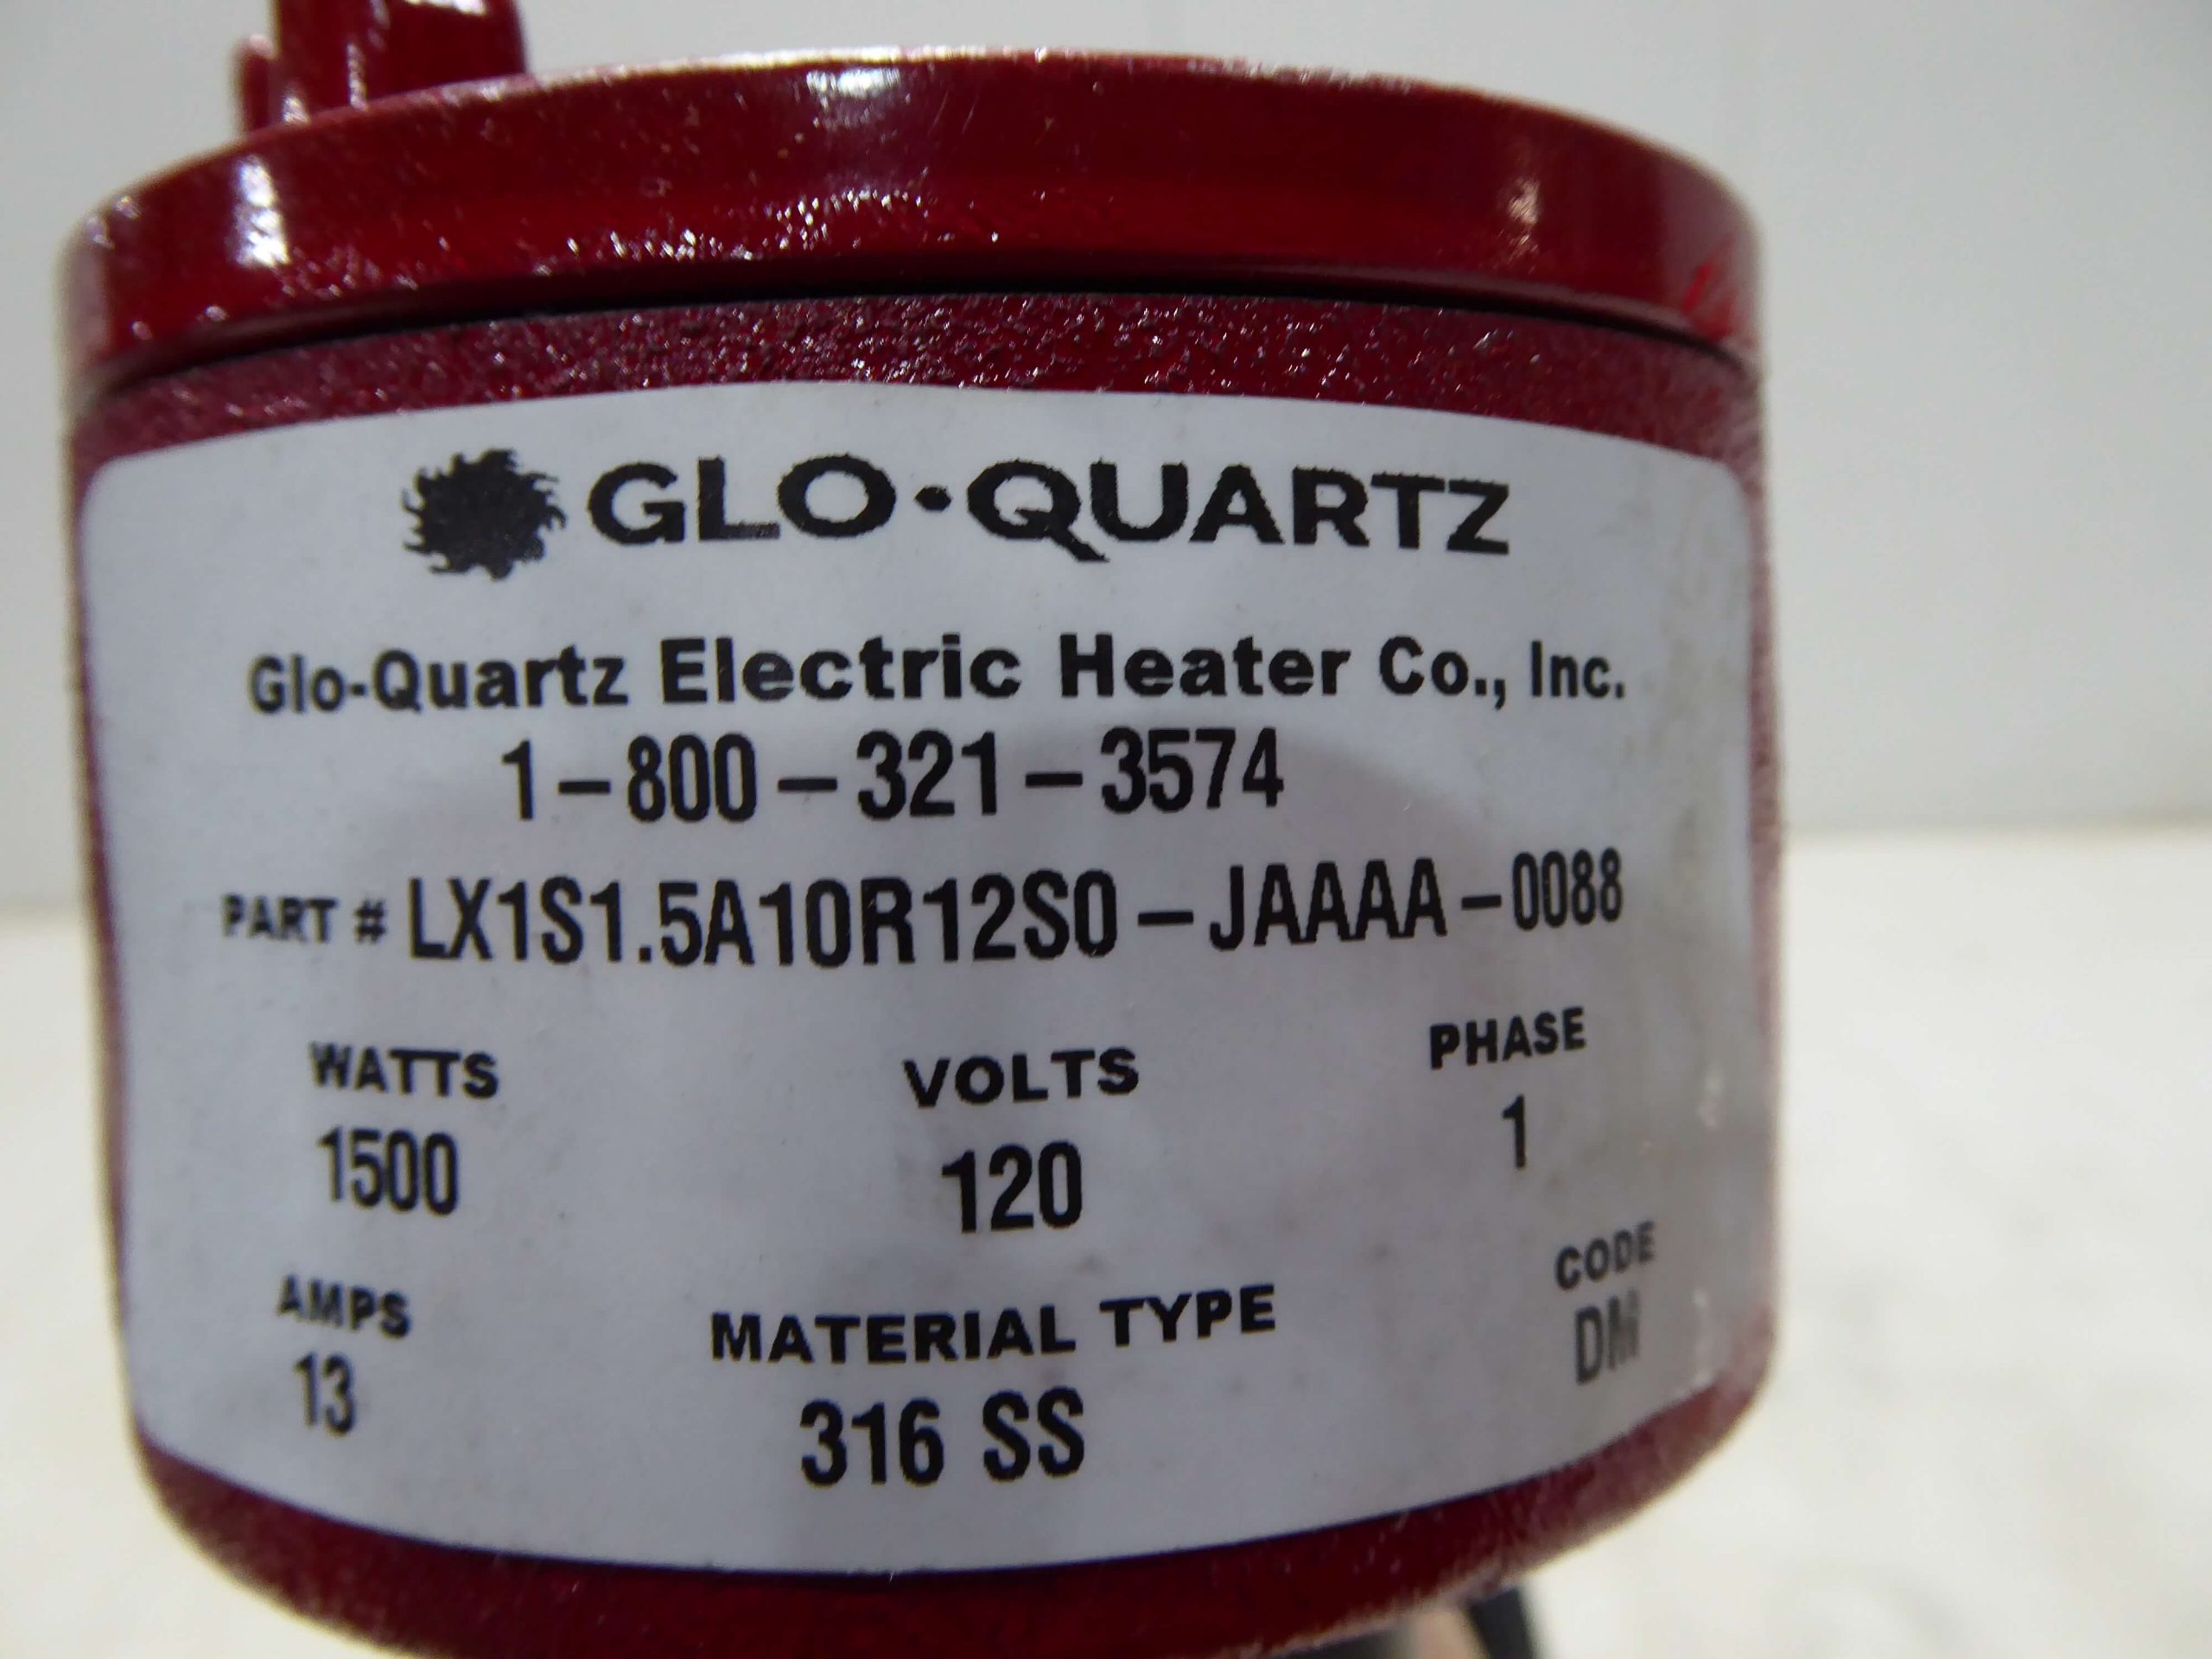 GLO·QUARTZ
Glo-Quartz Electric Heater Co., Inc.
1-800-321-3574
PART # LX1S1.5A10R12S0-JAAAA-0088
WATTS VOLTS PHASE
1500 120 1
AMPS MATERIAL TYPE CODE
13 316 SS DM